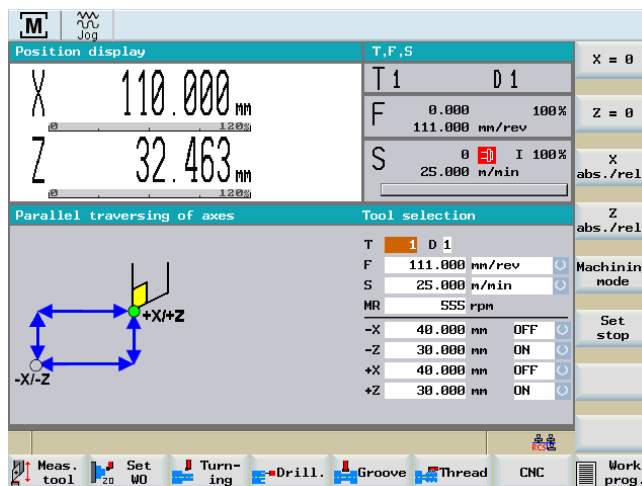 M
Jog
Position display
T,F,S
X = 0
X 110.000 mm
0 120%
T 1 D 1
F 0.000 100%
111.000 mm/rev
Z = 0
Z 32.463 mm
0 120%
S 0 I 100%
25.000 m/min
X
abs./rel
Z
abs./rel
Parallel traversing of axes
Tool selection
T 1 D 1
F 111.000 mm/rev
S 25.000 m/min
MR 555 rpm
-X 40.000 mm OFF
-Z 30.000 mm ON
+X 40.000 mm OFF
+Z 30.000 mm ON
+X/+Z
-X/-Z
Machinin
mode
Set
stop
RCS
Meas.
tool
Z0
Set
WO
Turn-
ing
Drill.
Groove
Thread
CNC
Work
prog.